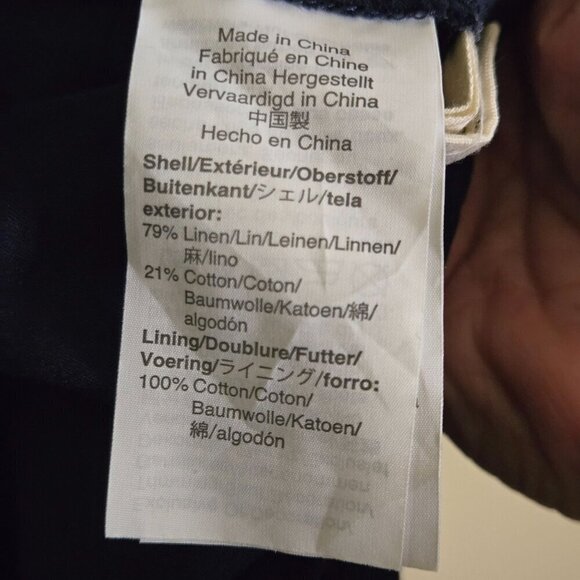 Made in China
Fabriqué en Chine
in China Hergestellt
Vervaardigd in China
中国製
Hecho en China
Shell/Extérieur/Oberstoff/
Buitenkant/シェル/tela
exterior:
79% Linen/Lin/Leinen/Linnen/
麻/lino
21% Cotton/Coton/
Baumwolle/Katoen/綿/
algodón
Lining/Doublure/Futter/
Voering/ライニング/forro:
100% Cotton/Coton/
Baumwolle/Katoen/
綿/algodón